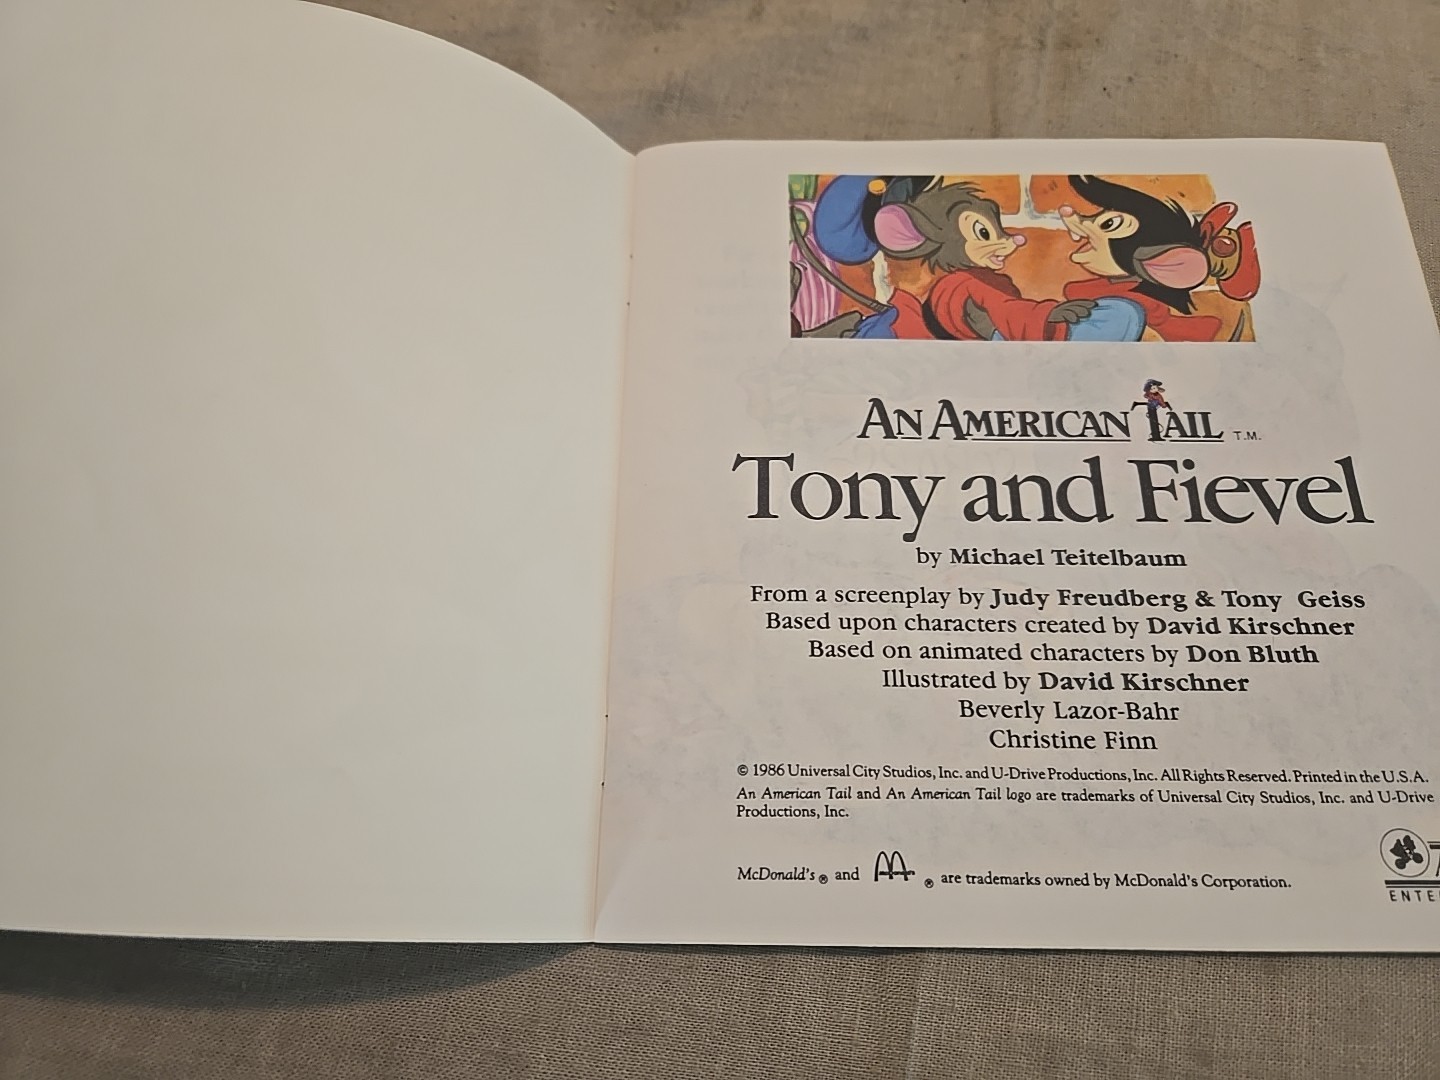 AN AMERICAN TAIL T.M.
Tony and Fievel
by Michael Teitelbaum
From a screenplay by Judy Freudberg & Tony Geiss
Based upon characters created by David Kirschner
Based on animated characters by Don Bluth
Illustrated by David Kirschner
Beverly Lazor-Bahr
Christine Finn
© 1986 Universal City Studios, Inc. and U-Drive Productions, Inc. All Rights Reserved. Printed in the U.S.A.
An American Tail and An American Tail logo are trademarks of Universal City Studios, Inc. and U-Drive
Productions, Inc.
McDonald's ® and ® are trademarks owned by McDonald's Corporation.